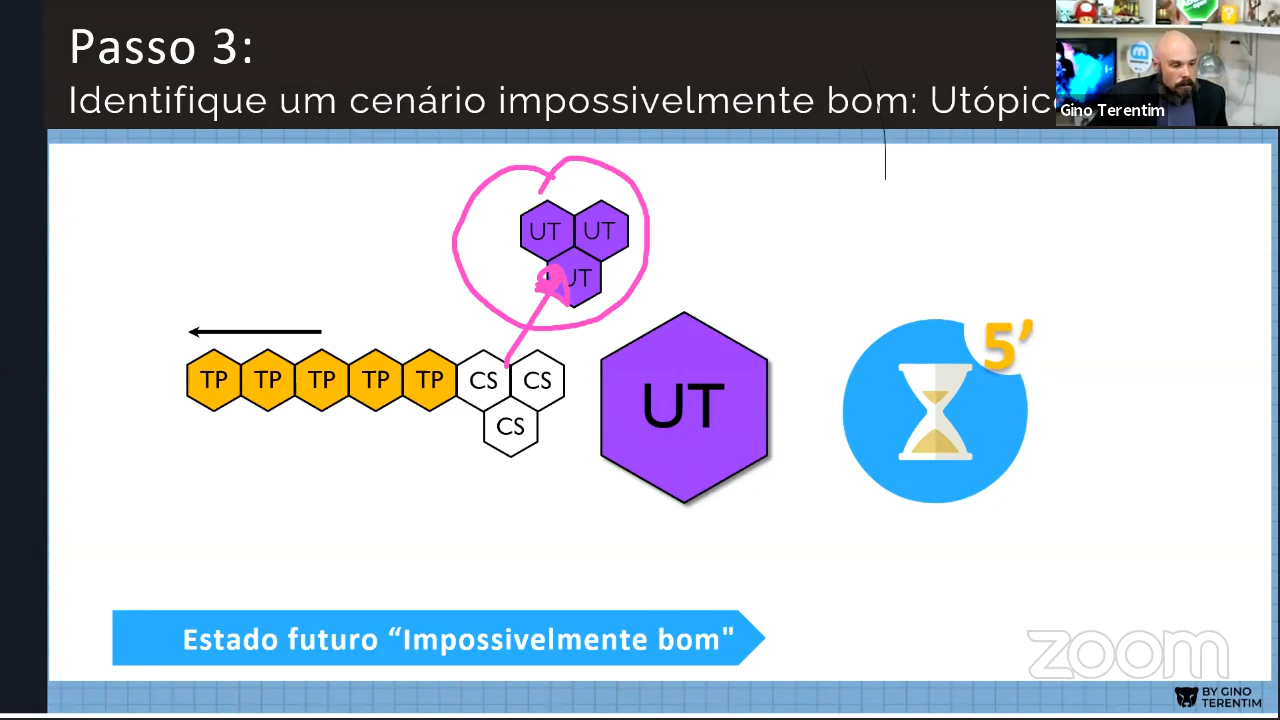 Passo 3:
Identifique um cenário impossivelmente bom: Utópico
Gino Terentim
UT UT
UT
5’
TP TP TP TP TP CS CS
CS
UT
Estado futuro “Impossivelmente bom"
zoom
BY GINO
TERENTIM